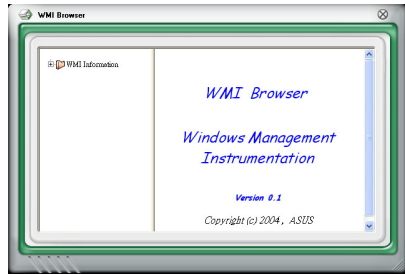 WMI Browser
WMI Information
WMI Browser
Windows Management
Instrumentation
Version 0.1
Copyright (c) 2004, ASUS